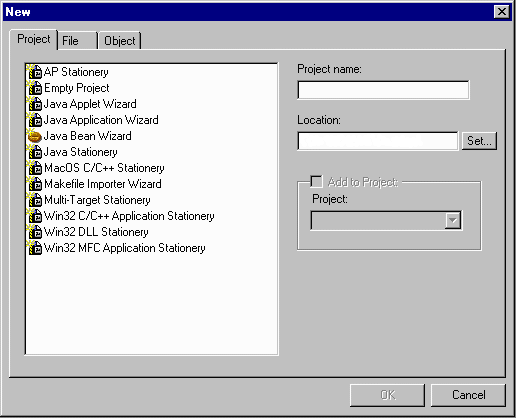 New
Project File Object
AP Stationery
Empty Project
Java Applet Wizard
Java Application Wizard
Java Bean Wizard
Java Stationery
MacOS C/C++ Stationery
Makefile Importer Wizard
Multi-Target Stationery
Win32 C/C++ Application Stationery
Win32 DLL Stationery
Win32 MFC Application Stationery
Project name:
Location:
Set...
Add to Project:
Project:
OK Cancel